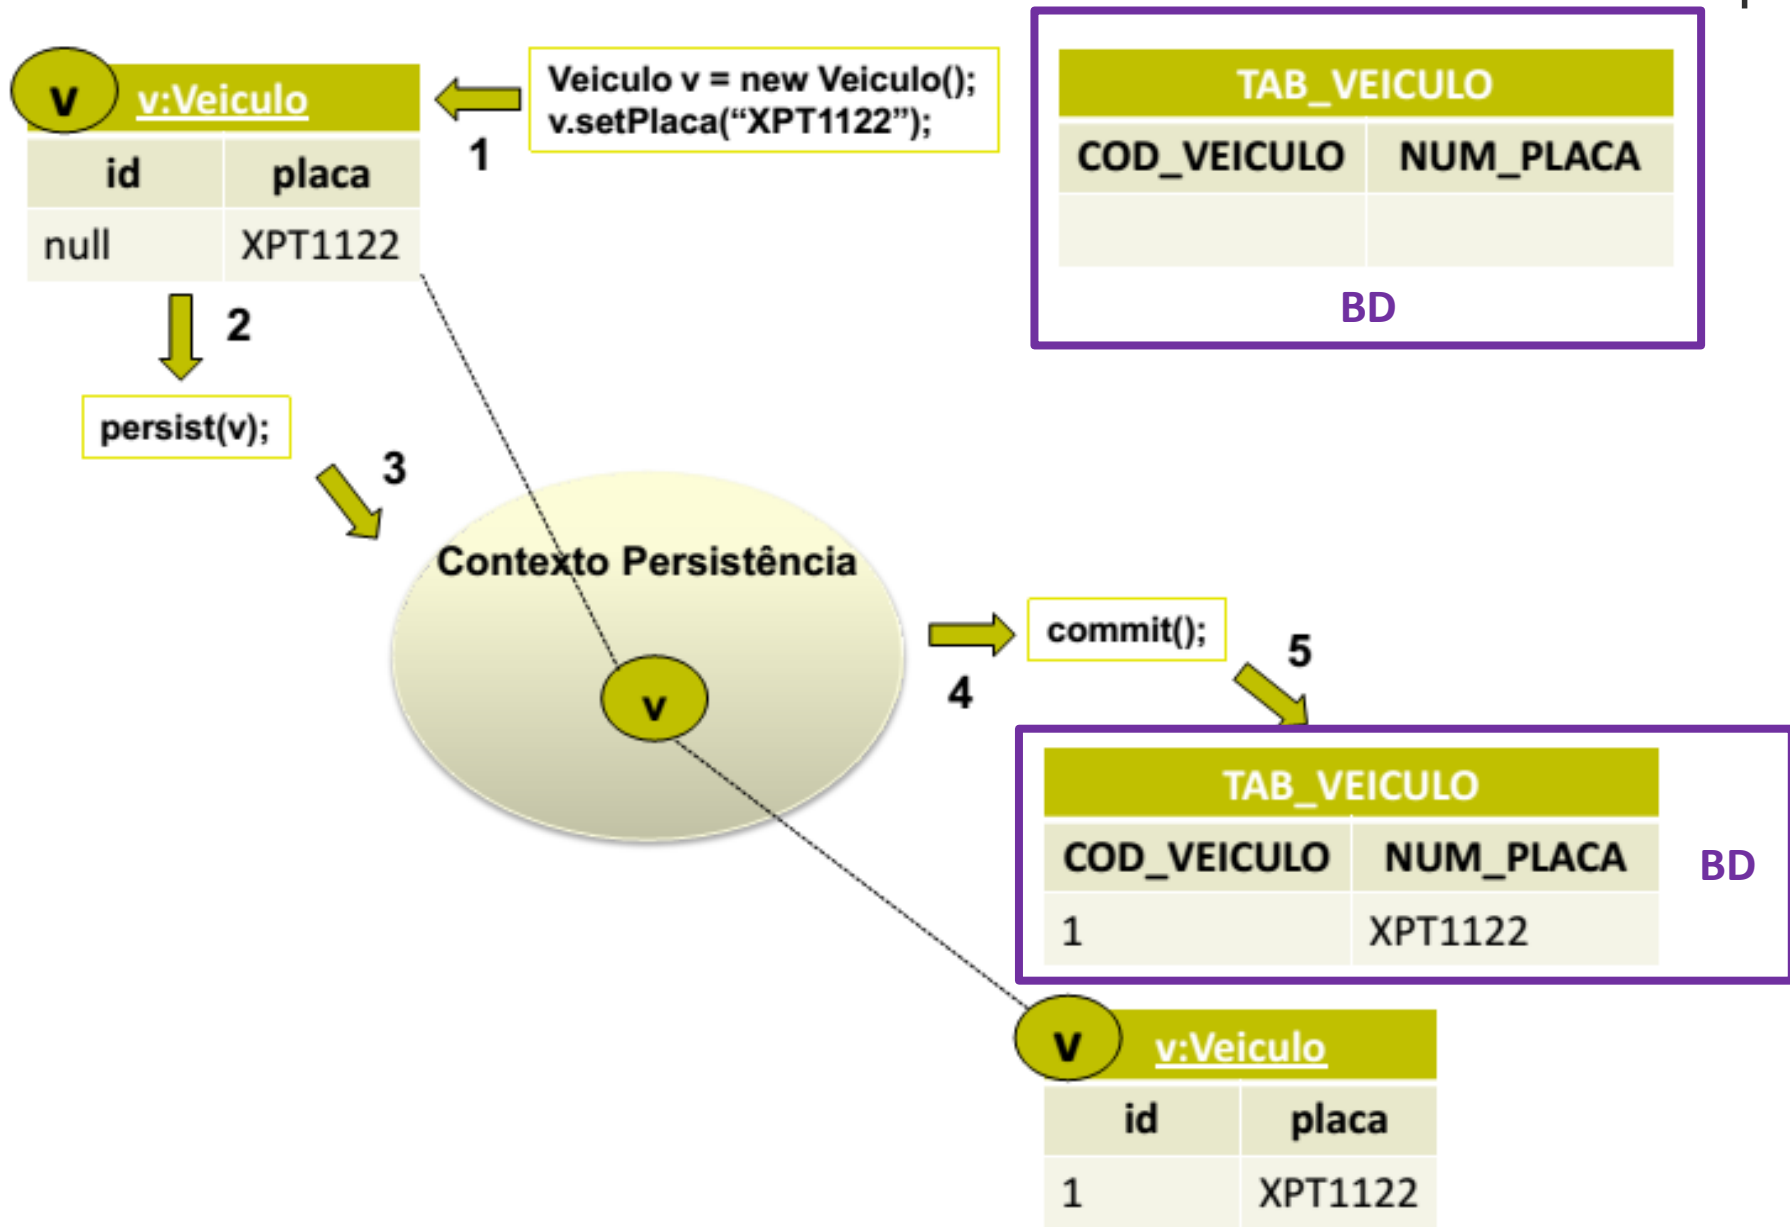 v
v:Veiculo
id placa
null XPT1122
1
Veiculo v = new Veiculo();
v.setPlaca(“XPT1122”);
TAB_VEICULO
COD_VEICULO NUM_PLACA
BD
2
persist(v);
3
Contexto Persistência
v
4
commit();
5
TAB_VEICULO
COD_VEICULO NUM_PLACA
1 XPT1122
BD
v
v:Veiculo
id placa
1 XPT1122